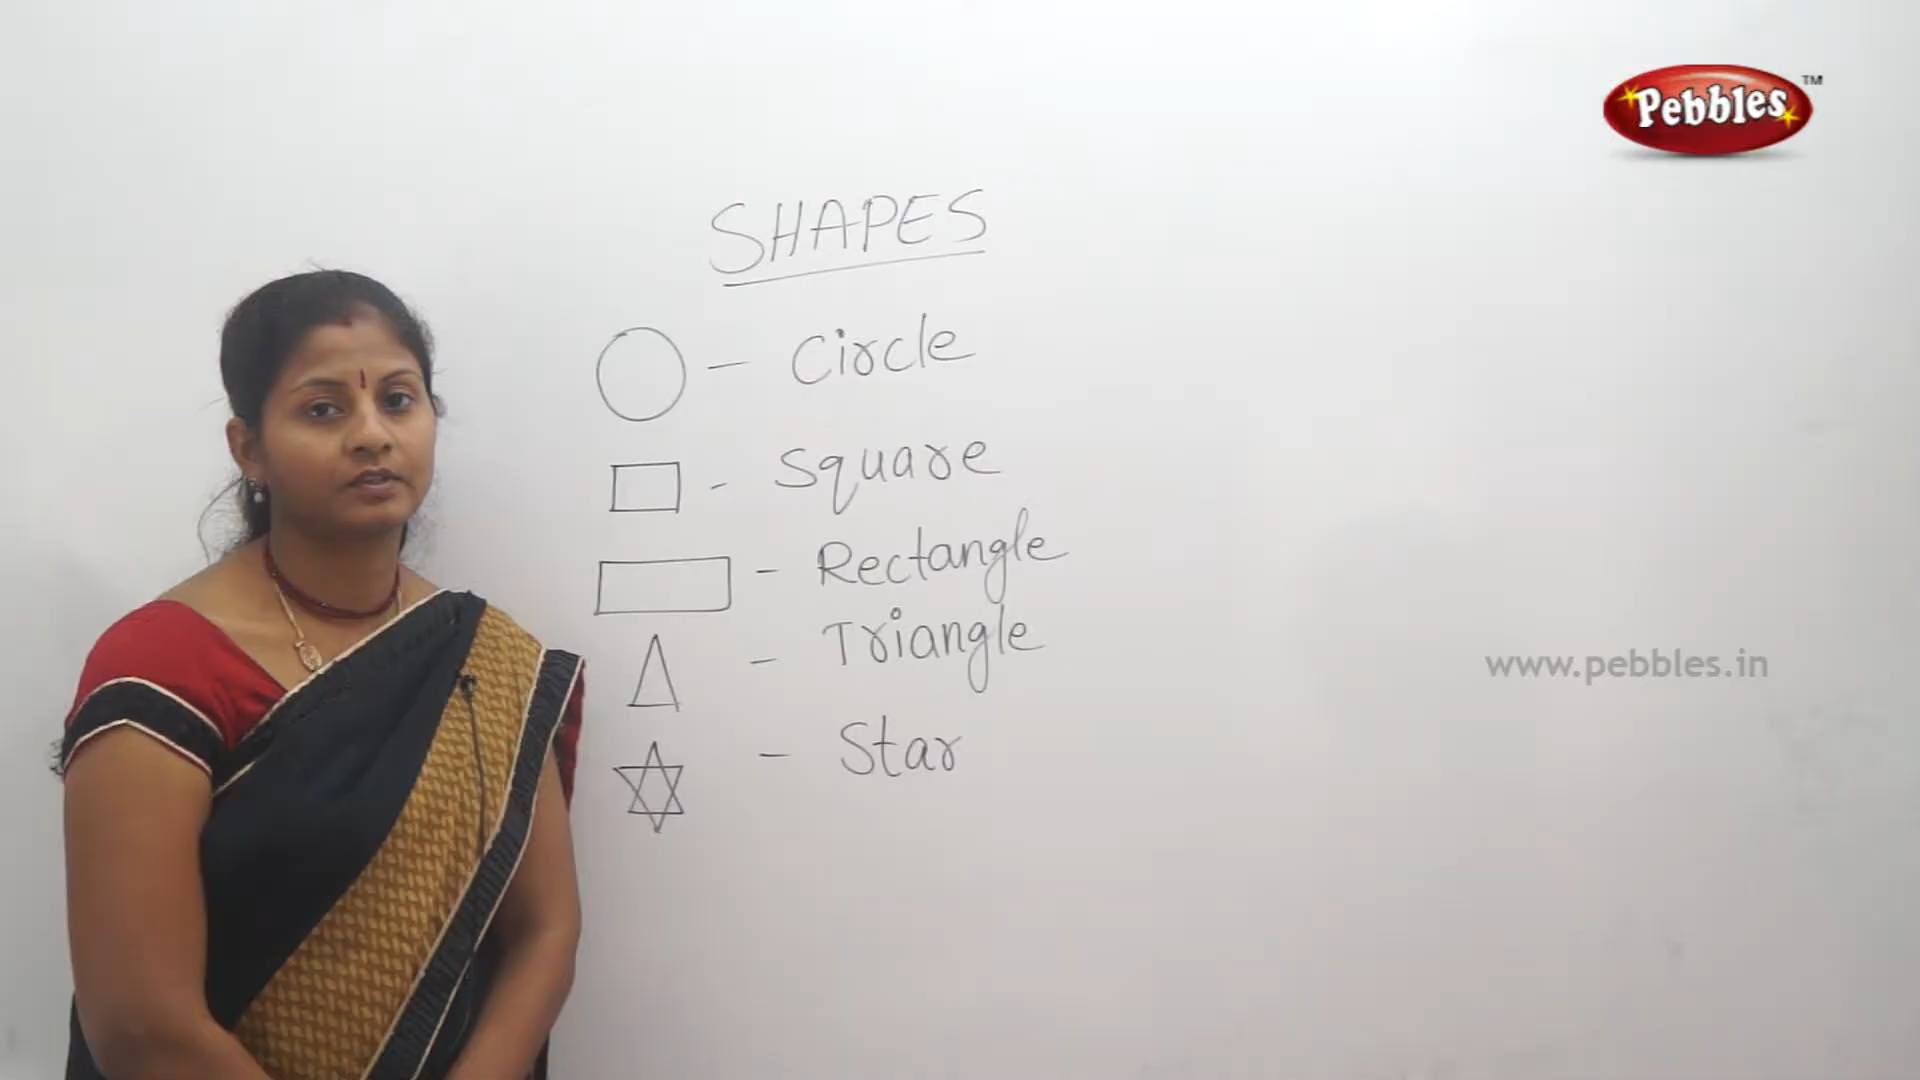 Pebbles™
SHAPES
– Circle
- Square
- Rectangle
– Triangle
– Star
www.pebbles.in